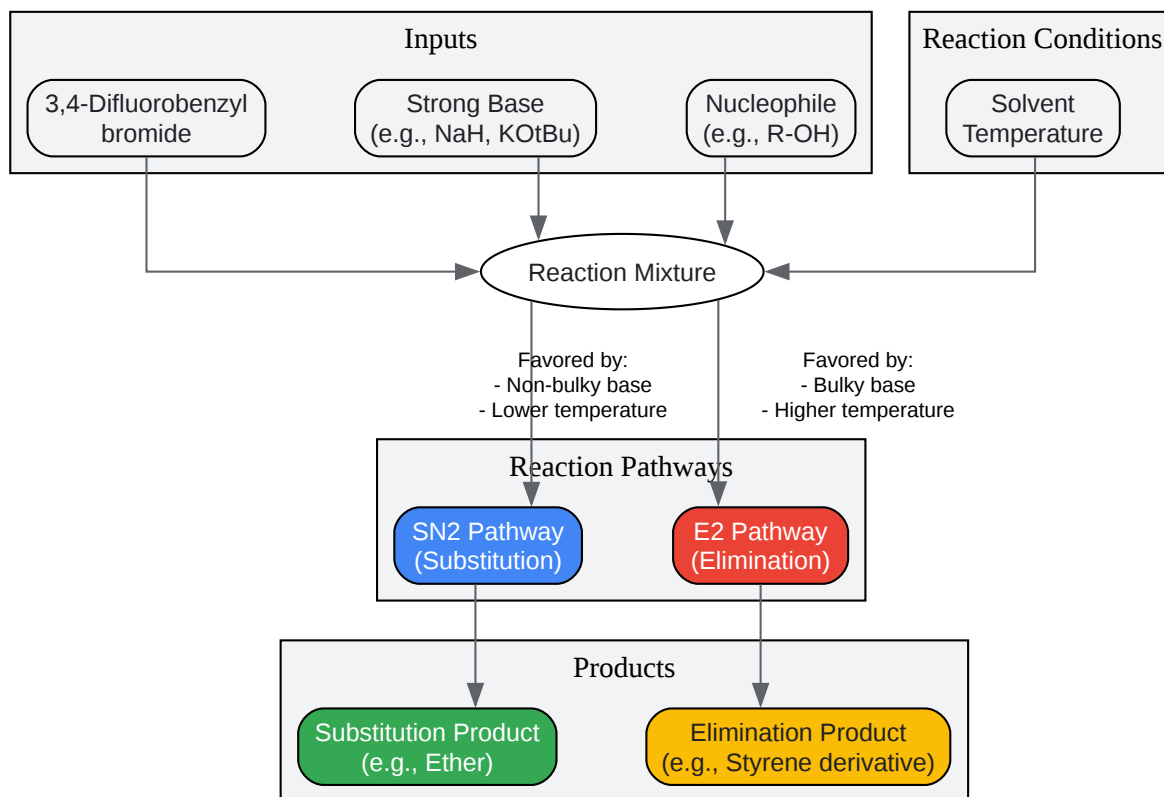 Inputs
Reaction Conditions
3,4-Difluorobenzyl
bromide
Strong Base
(e.g., NaH, KOtBu)
Nucleophile
(e.g., R-OH)
Solvent
Temperature
Reaction Mixture
Favored by:
- Non-bulky base
- Lower temperature
Favored by:
- Bulky base
- Higher temperature
Reaction Pathways
SN2 Pathway
(Substitution)
E2 Pathway
(Elimination)
Products
Substitution Product
(e.g., Ether)
Elimination Product
(e.g., Styrene derivative)